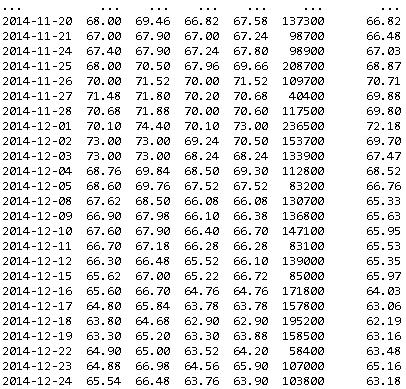 ... ... ... ... ... ... ...
2014-11-20 68.00 69.46 66.82 67.58 137300 66.82
2014-11-21 67.00 67.90 67.00 67.24 98700 66.48
2014-11-24 67.40 67.90 67.24 67.80 98900 67.03
2014-11-25 68.00 70.50 67.96 69.66 208700 68.87
2014-11-26 70.00 71.52 70.00 71.52 109700 70.71
2014-11-27 71.48 71.80 70.20 70.68 40400 69.88
2014-11-28 70.68 71.88 70.00 70.60 117500 69.80
2014-12-01 70.10 74.40 70.10 73.00 236500 72.18
2014-12-02 73.00 73.00 69.24 70.50 153700 69.70
2014-12-03 73.00 73.00 68.24 68.24 133900 67.47
2014-12-04 68.76 69.84 68.50 69.30 112800 68.52
2014-12-05 68.60 69.76 67.52 67.52 83200 66.76
2014-12-08 67.62 68.50 66.08 66.08 130700 65.33
2014-12-09 66.90 67.98 66.10 66.38 136800 65.63
2014-12-10 67.60 67.90 66.40 66.70 147100 65.95
2014-12-11 66.70 67.18 66.28 66.28 83100 65.53
2014-12-12 66.30 66.48 65.52 66.10 139000 65.35
2014-12-15 65.62 67.00 65.22 66.72 85000 65.97
2014-12-16 65.60 66.70 64.76 64.76 171800 64.03
2014-12-17 64.80 65.84 63.78 63.78 157800 63.06
2014-12-18 63.80 64.68 62.90 62.90 195200 62.19
2014-12-19 63.30 65.20 63.30 63.88 158500 63.16
2014-12-22 64.90 65.00 63.52 64.20 58400 63.48
2014-12-23 64.88 66.98 64.56 65.90 107000 65.16
2014-12-24 65.54 66.48 63.76 63.90 103800 63.18